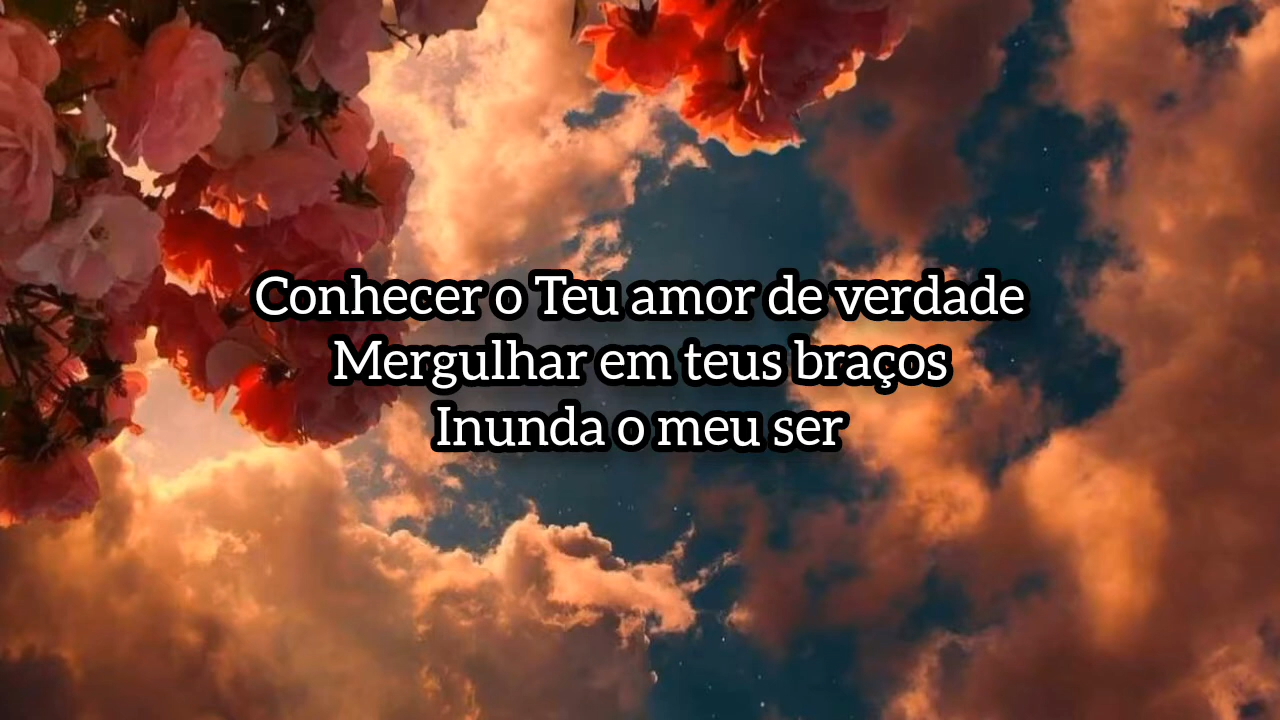 Conhecer o Teu amor de verdade
Mergulhar em teus braços
Inunda o meu ser